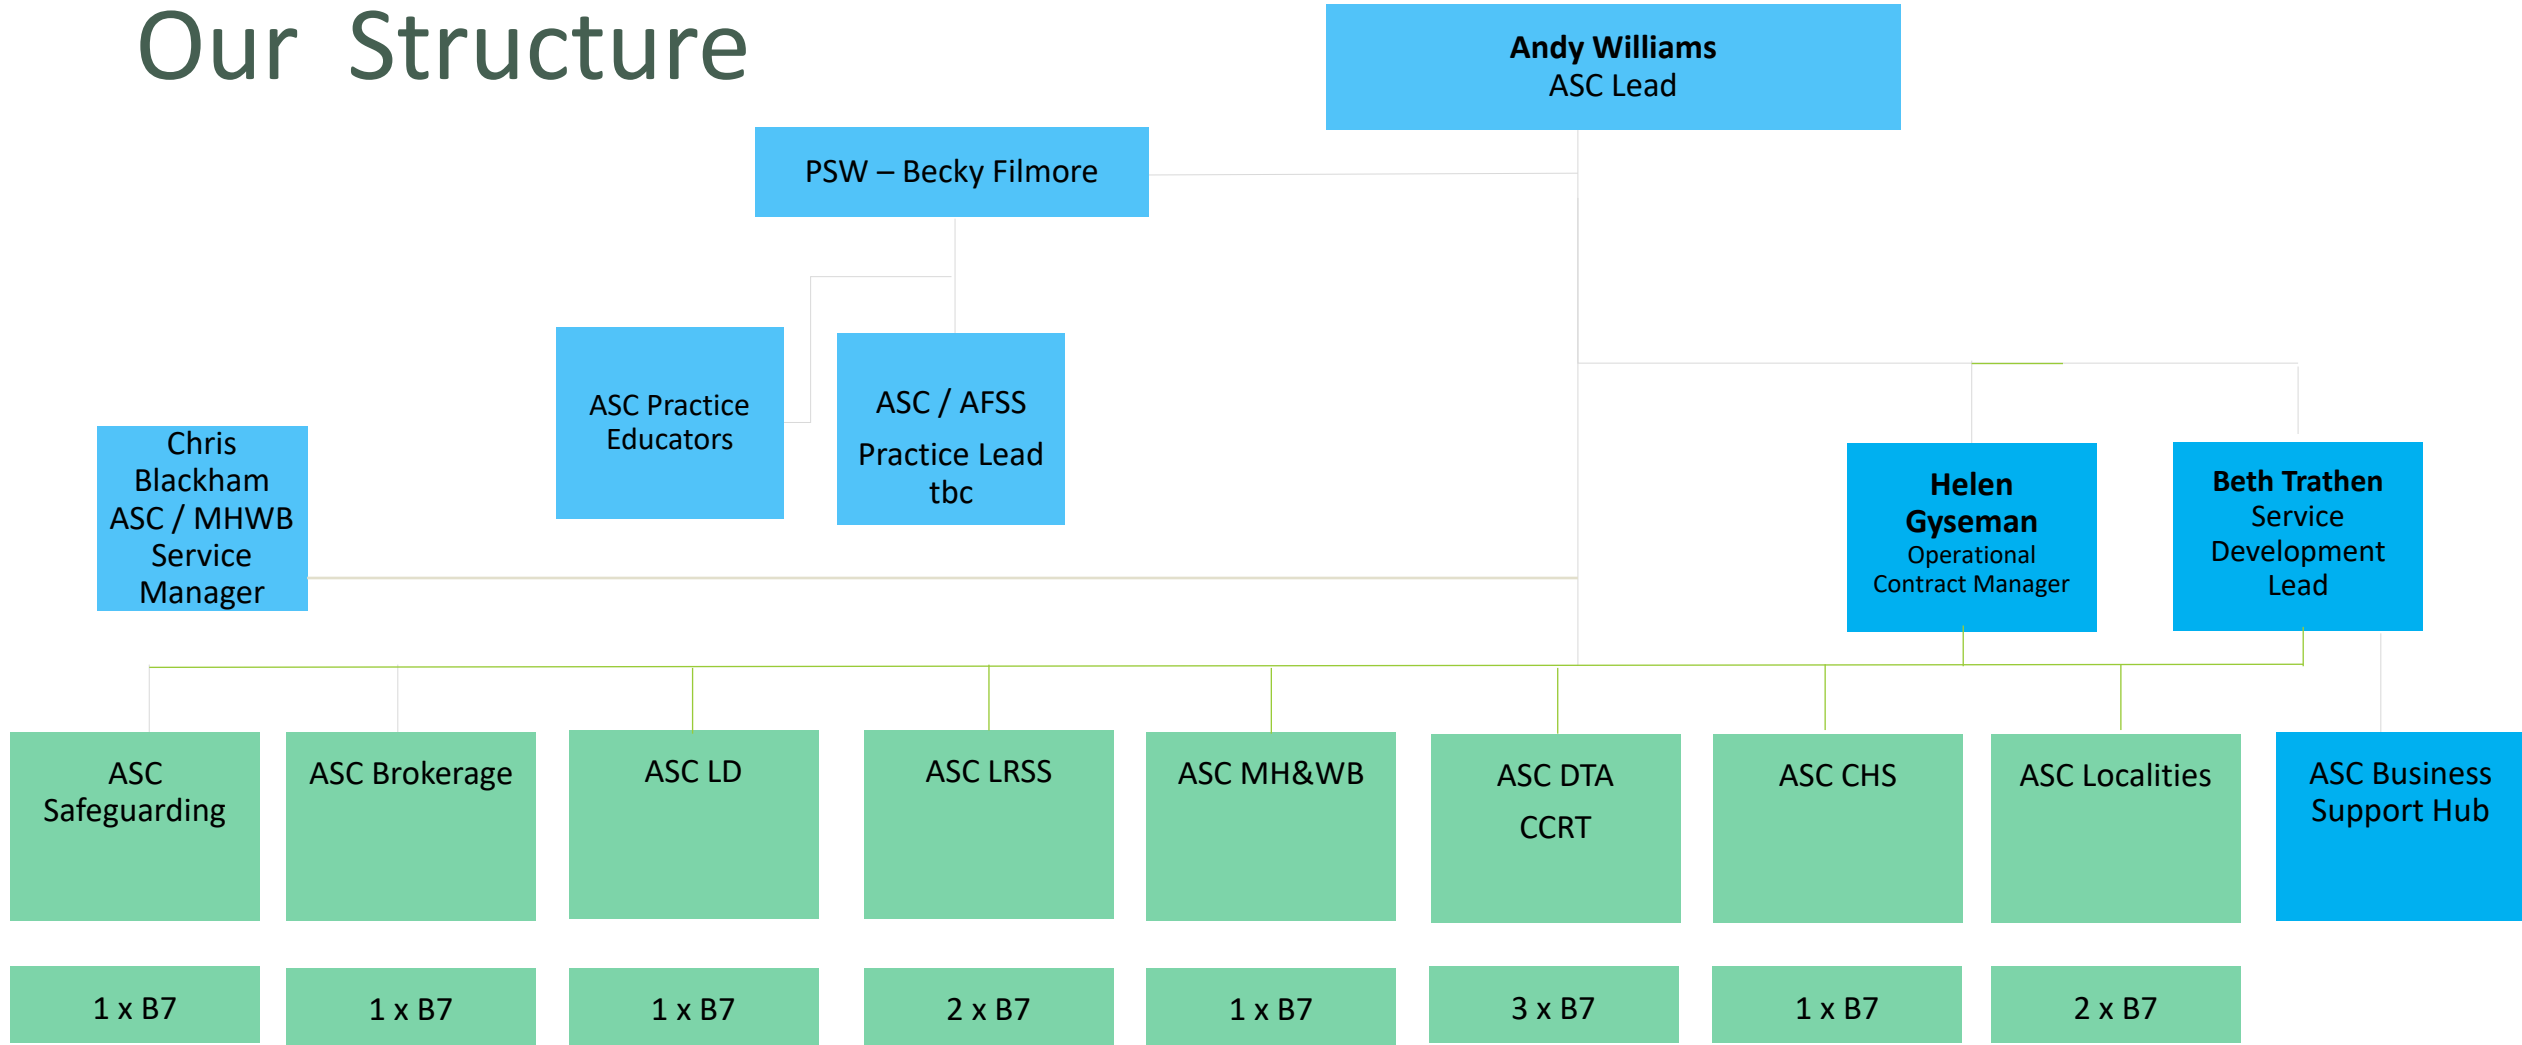 Our Structure
Andy Williams
ASC Lead
PSW – Becky Filmore
ASC Practice
Educators
ASC / AFSS
Practice Lead
tbc
Chris
Blackham
ASC / MHWB
Service
Manager
Helen
Gyseman
Operational
Contract Manager
Beth Trathen
Service
Development
Lead
ASC
Safeguarding
ASC Brokerage
ASC LD
ASC LRSS
ASC MH&WB
ASC DTA
CCRT
ASC CHS
ASC Localities
ASC Business
Support Hub
1 x B7
1 x B7
1 x B7
2 x B7
1 x B7
3 x B7
1 x B7
2 x B7